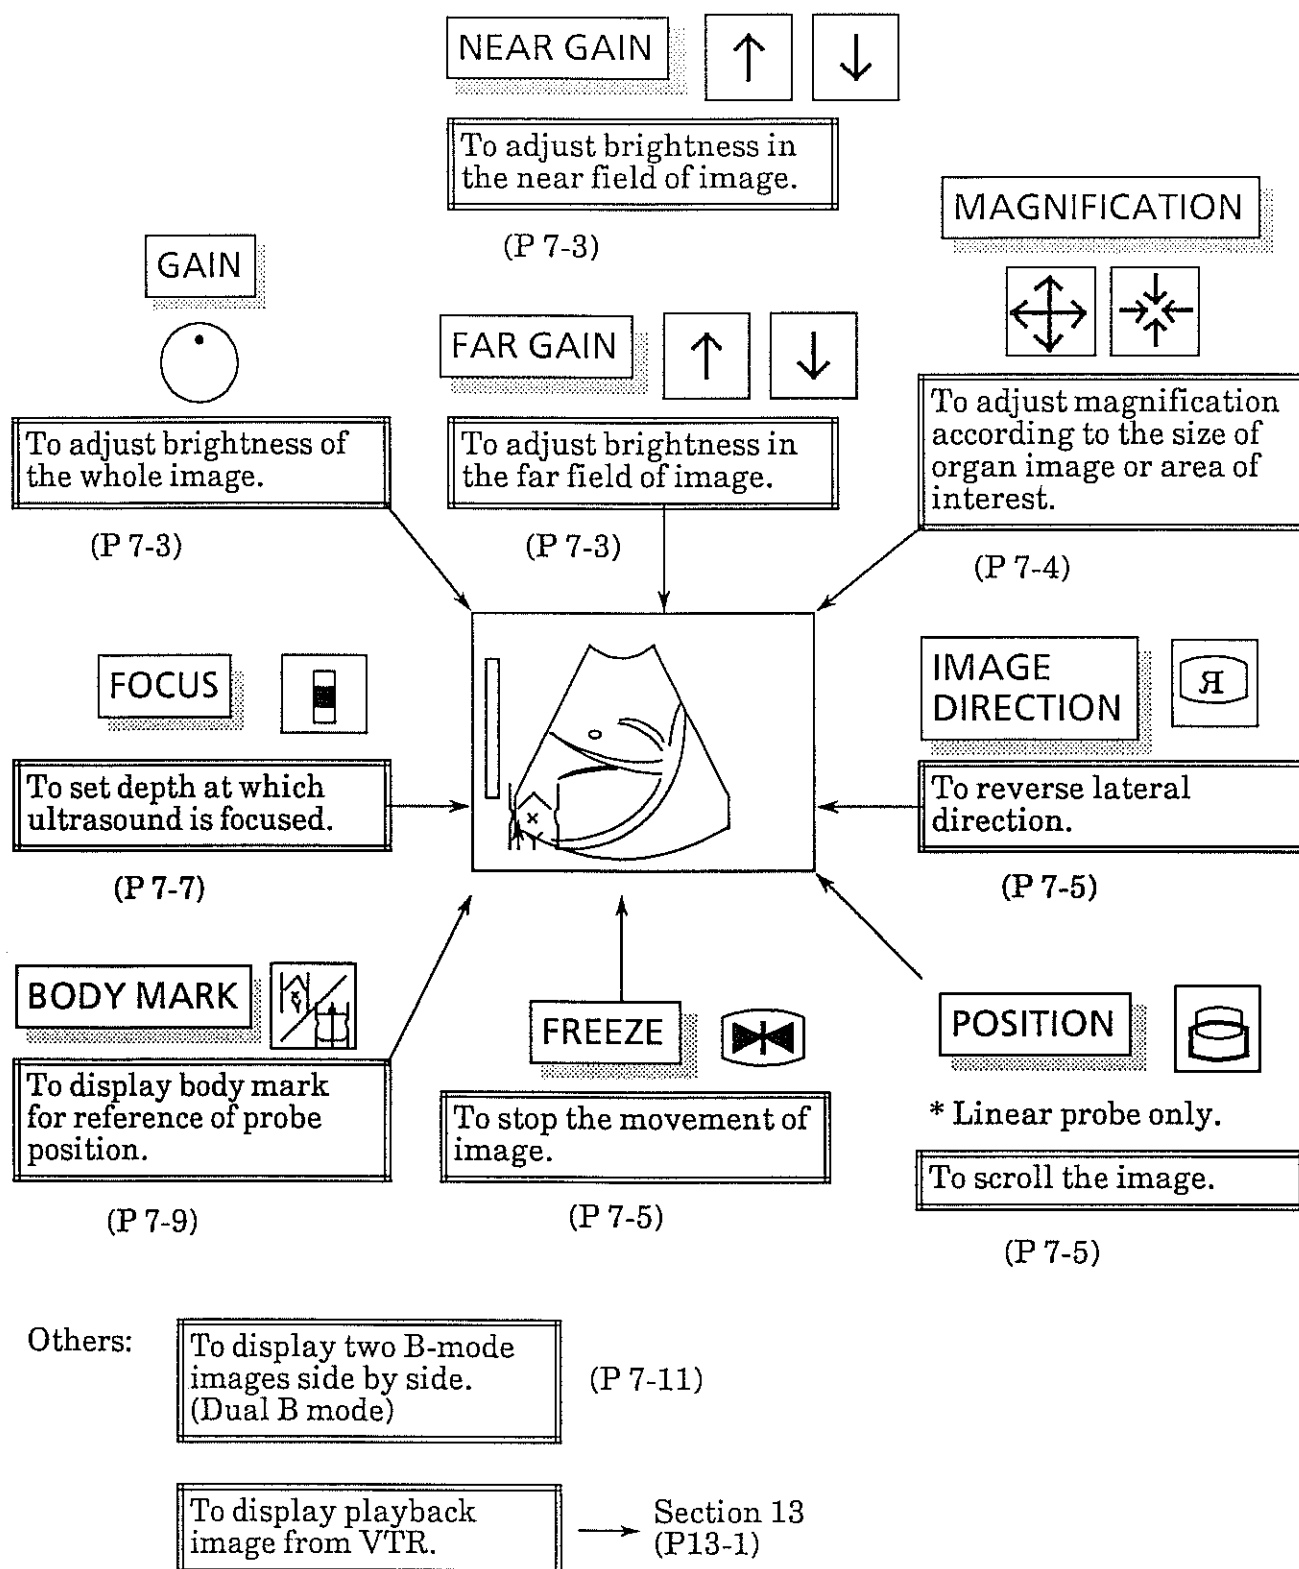 NEAR GAIN
To adjust brightness in
the near field of image.
(P 7-3)
GAIN
To adjust brightness of
the whole image.
(P 7-3)
FAR GAIN
To adjust brightness in
the far field of image.
(P 7-3)
MAGNIFICATION
To adjust magnification
according to the size of
organ image or area of
interest.
(P 7-4)
FOCUS
To set depth at which
ultrasound is focused.
(P 7-7)
IMAGE
DIRECTION
Я
To reverse lateral
direction.
(P 7-5)
BODY MARK
To display body mark
for reference of probe
position.
(P 7-9)
FREEZE
To stop the movement of
image.
(P 7-5)
POSITION
* Linear probe only.
To scroll the image.
(P 7-5)
Others:
To display two B-mode
images side by side.
(Dual B mode)
(P 7-11)
To display playback
image from VTR.
Section 13
(P13-1)